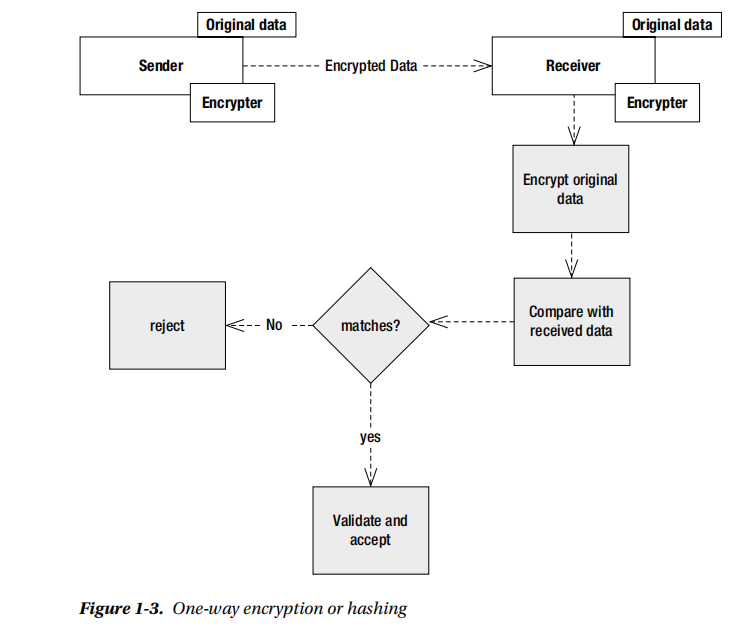 Original data
Original data
Sender
Encrypted Data
Receiver
Encrypter
Encrypter
Encrypt original
data
Compare with
received data
reject
No
matches?
yes
Validate and
accept
Figure 1-3. One-way encryption or hashing